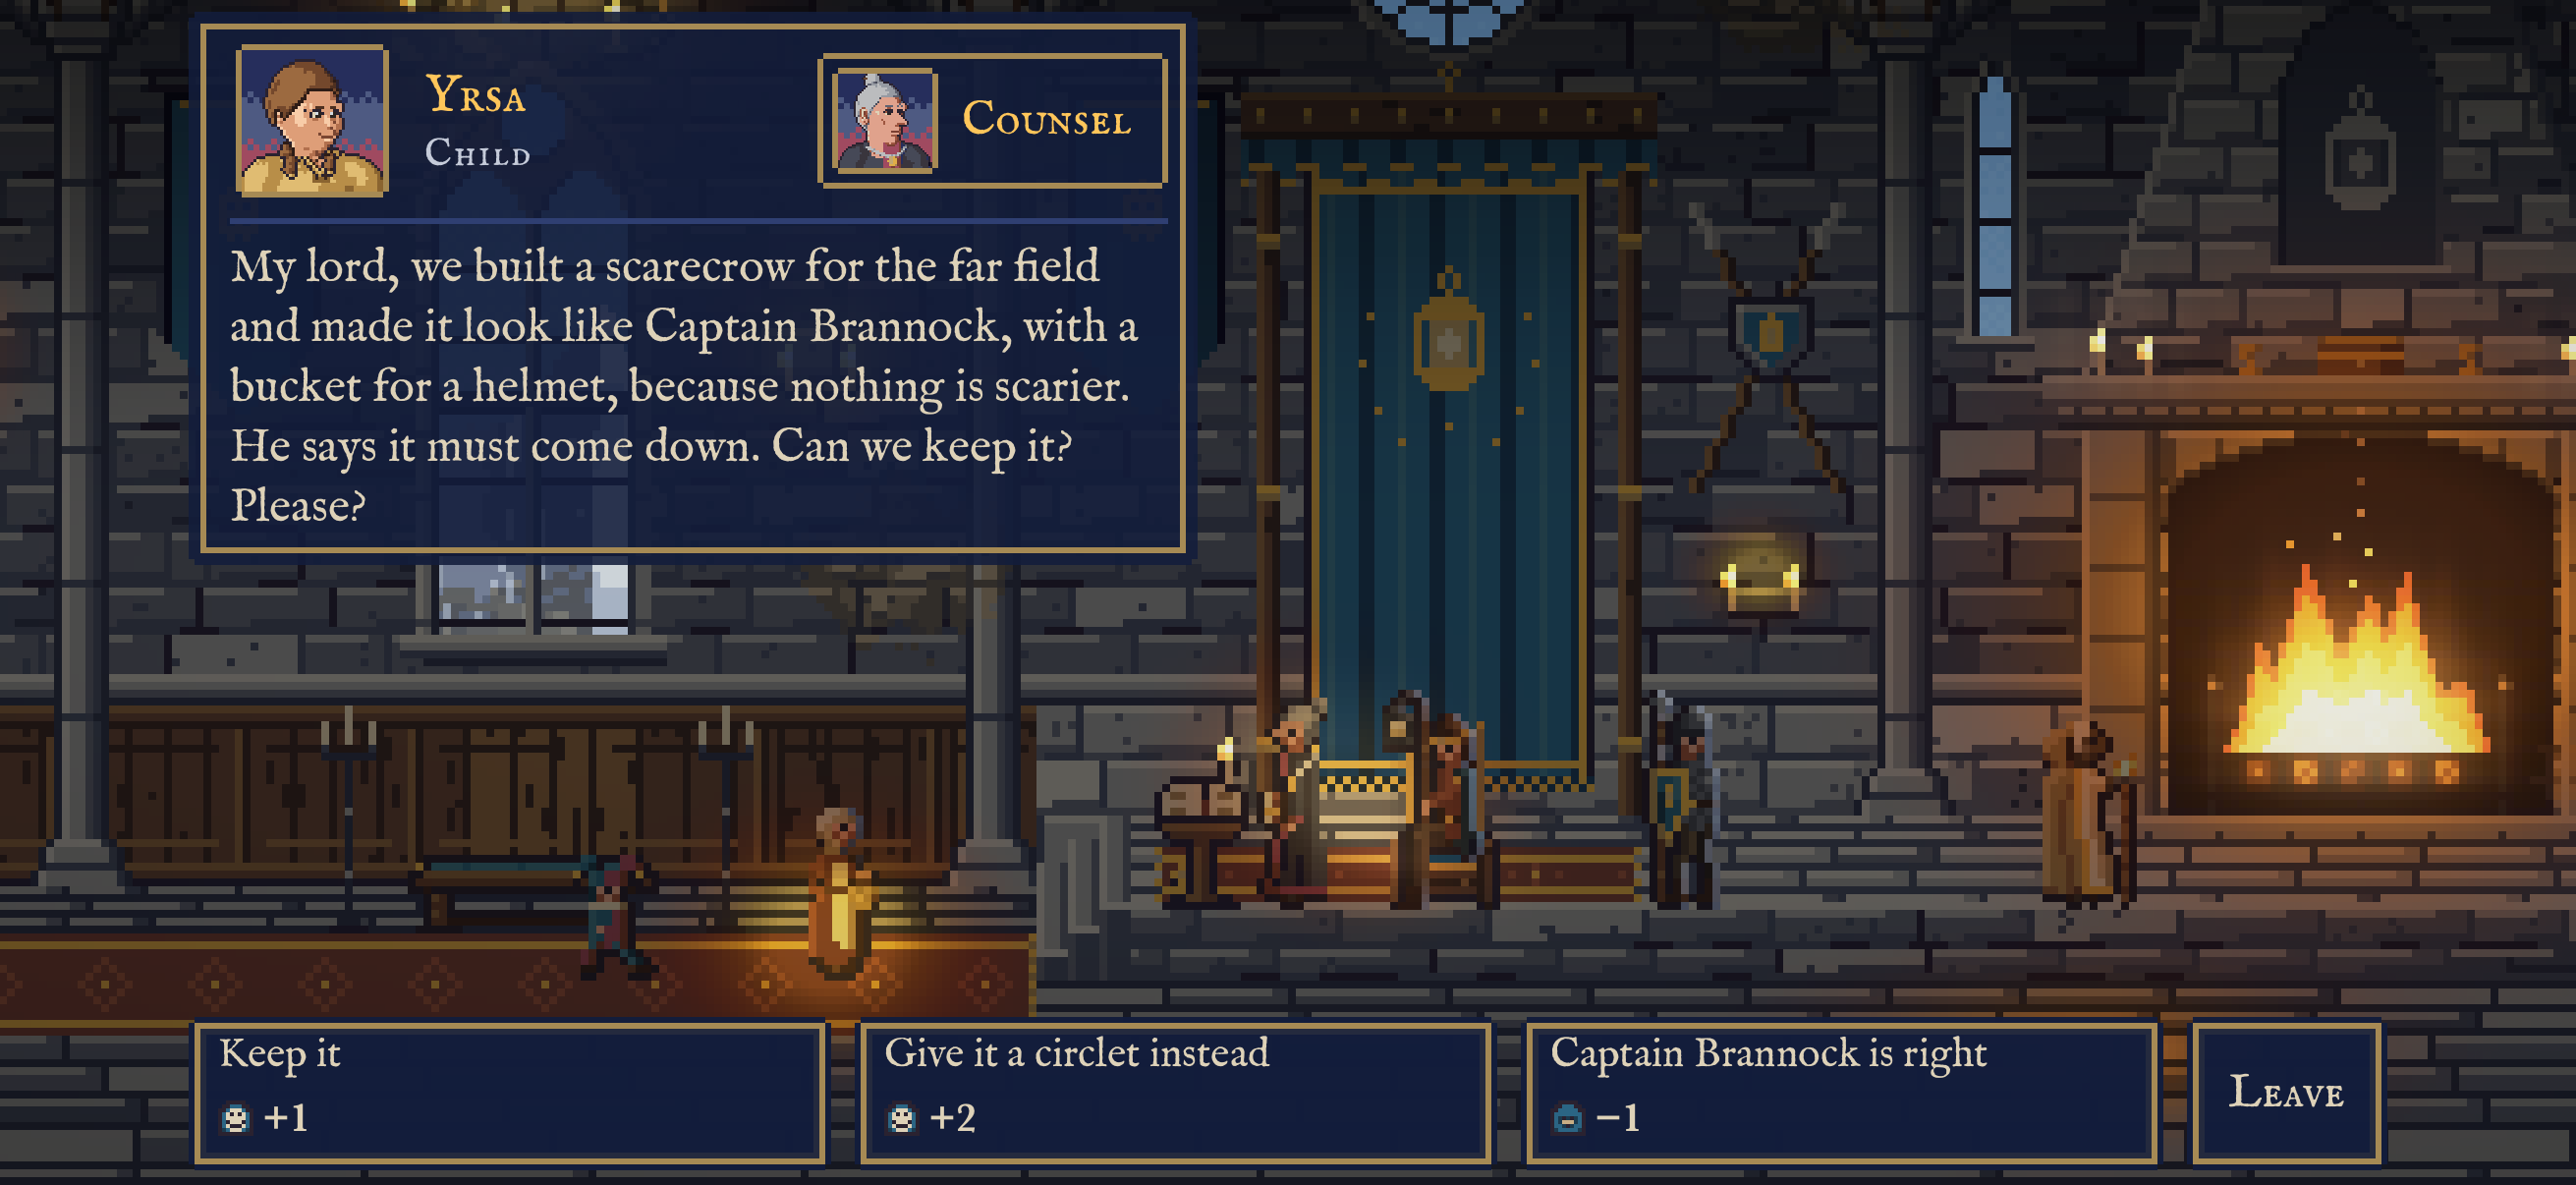 Yrsa
Child
Counsel
My lord, we built a scarecrow for the far field
and made it look like Captain Brannock, with a
bucket for a helmet, because nothing is scarier.
He says it must come down. Can we keep it?
Please?
Keep it
+1
Give it a circlet instead
+2
Captain Brannock is right
−1
Leave